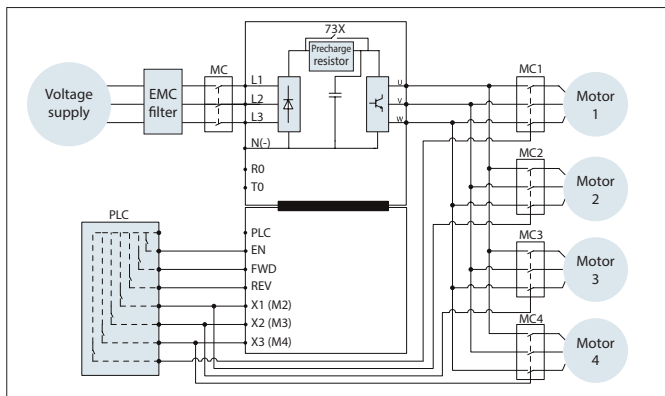 73X
Precharge
resistor
MC
L1
L2
L3
N(-)
R0
T0
U
V
W
Voltage
supply
EMC
filter
MC1
Motor
1
MC2
Motor
2
MC3
Motor
3
MC4
Motor
4
PLC
PLC
EN
FWD
REV
X1 (M2)
X2 (M3)
X3 (M4)